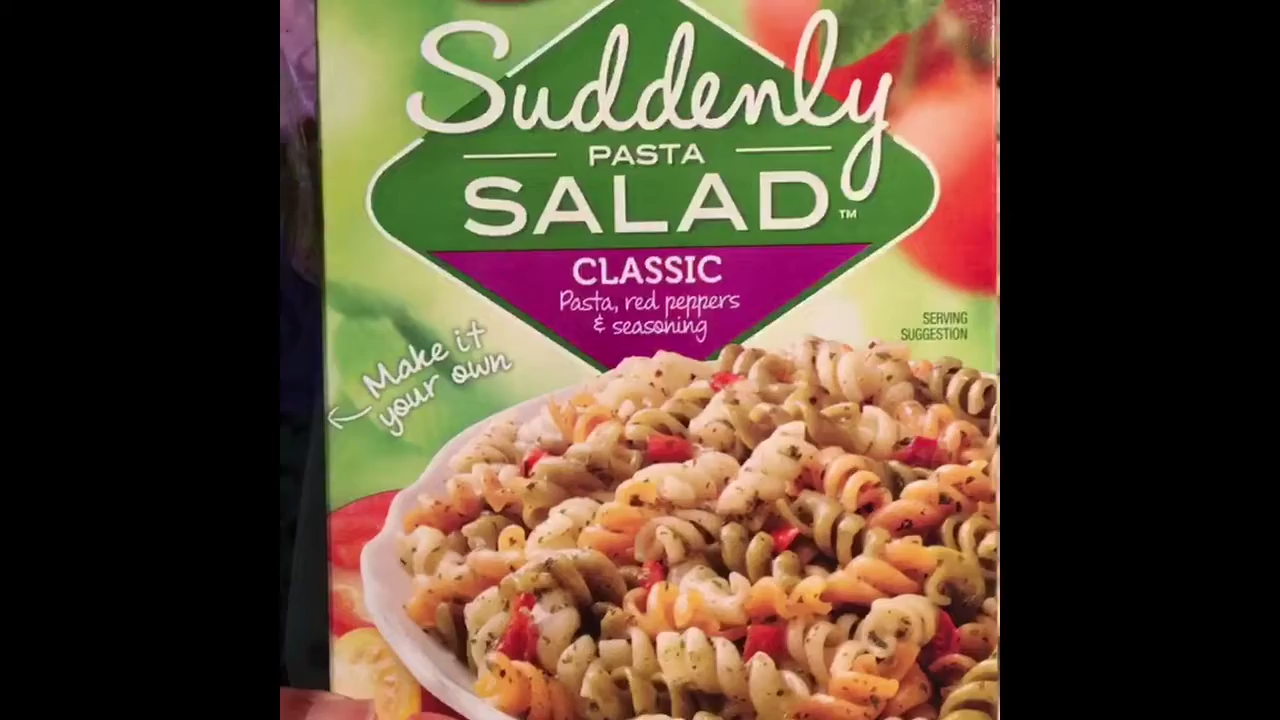 Suddenly
PASTA
SALAD™
CLASSIC
Pasta, red peppers
& seasoning
SERVING
SUGGESTION
Make it
your own